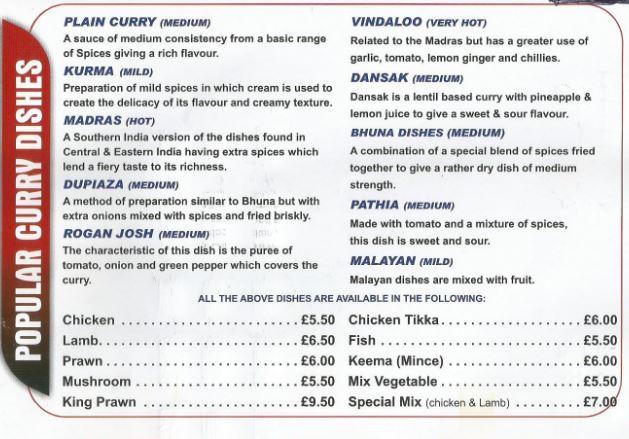 POPULAR CURRY DISHES
PLAIN CURRY (MEDIUM)
A sauce of medium consistency from a basic range
of Spices giving a rich flavour.
KURMA (MILD)
Preparation of mild spices in which cream is used to
create the delicacy of its flavour and creamy texture.
MADRAS (HOT)
A Southern India version of the dishes found in
Central & Eastern India having extra spices which
lend a fiery taste to its richness.
DUPIAZA (MEDIUM)
A method of preparation similar to Bhuna but with
extra onions mixed with spices and fried briskly.
ROGAN JOSH (MEDIUM)
The characteristic of this dish is the puree of
tomato, onion and green pepper which covers the
curry.
VINDALOO (VERY HOT)
Related to the Madras but has a greater use of
garlic, tomato, lemon ginger and chillies.
DANSAK (MEDIUM)
Dansak is a lentil based curry with pineapple &
lemon juice to give a sweet & sour flavour.
BHUNA DISHES (MEDIUM)
A combination of a special blend of spices fried
together to give a rather dry dish of medium
strength.
PATHIA (MEDIUM)
Made with tomato and a mixture of spices,
this dish is sweet and sour.
MALAYAN (MILD)
Malayan dishes are mixed with fruit.
ALL THE ABOVE DISHES ARE AVAILABLE IN THE FOLLOWING:
Chicken ........................ £5.50
Lamb........................... £6.50
Prawn ......................... £6.00
Mushroom ..................... £5.50
King Prawn .................... £9.50
Chicken Tikka................... £6.00
Fish ............................ £5.50
Keema (Mince) ................. £6.00
Mix Vegetable .................. £5.50
Special Mix (chicken & Lamb) ......... £7.00